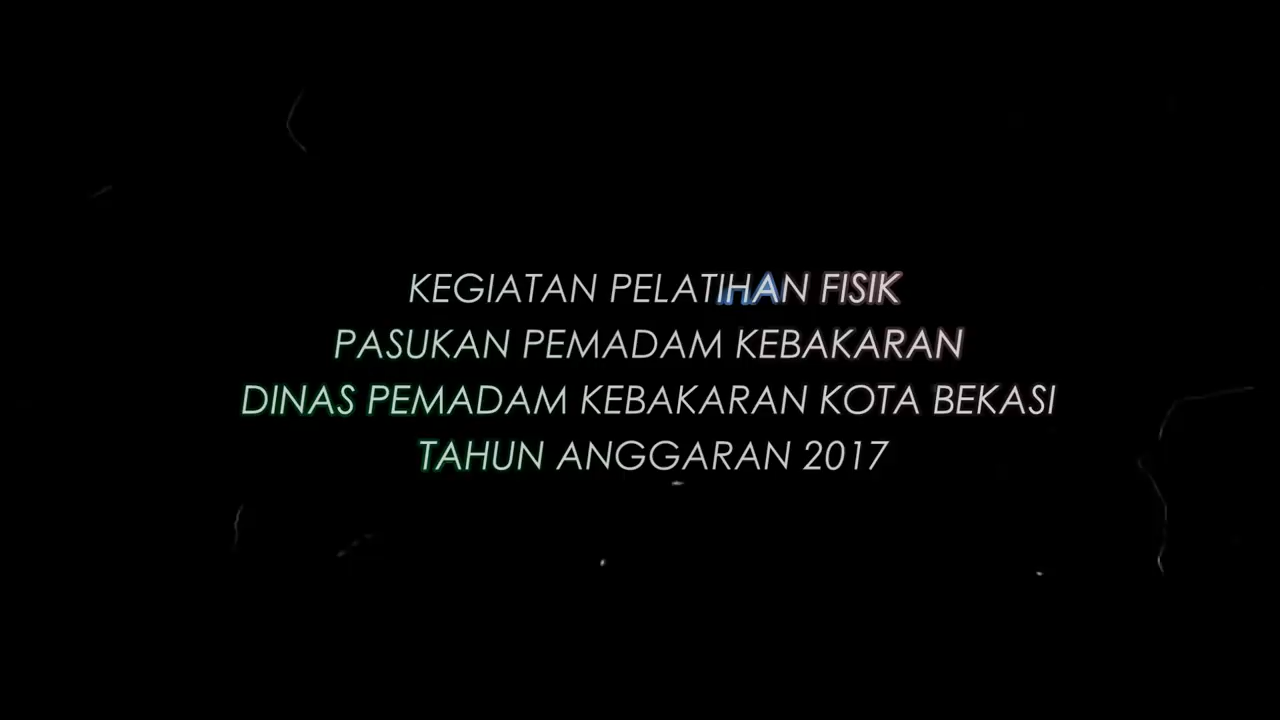 KEGIATAN PELATIHAN FISIK
PASUKAN PEMADAM KEBAKARAN
DINAS PEMADAM KEBAKARAN KOTA BEKASI
TAHUN ANGGARAN 2017